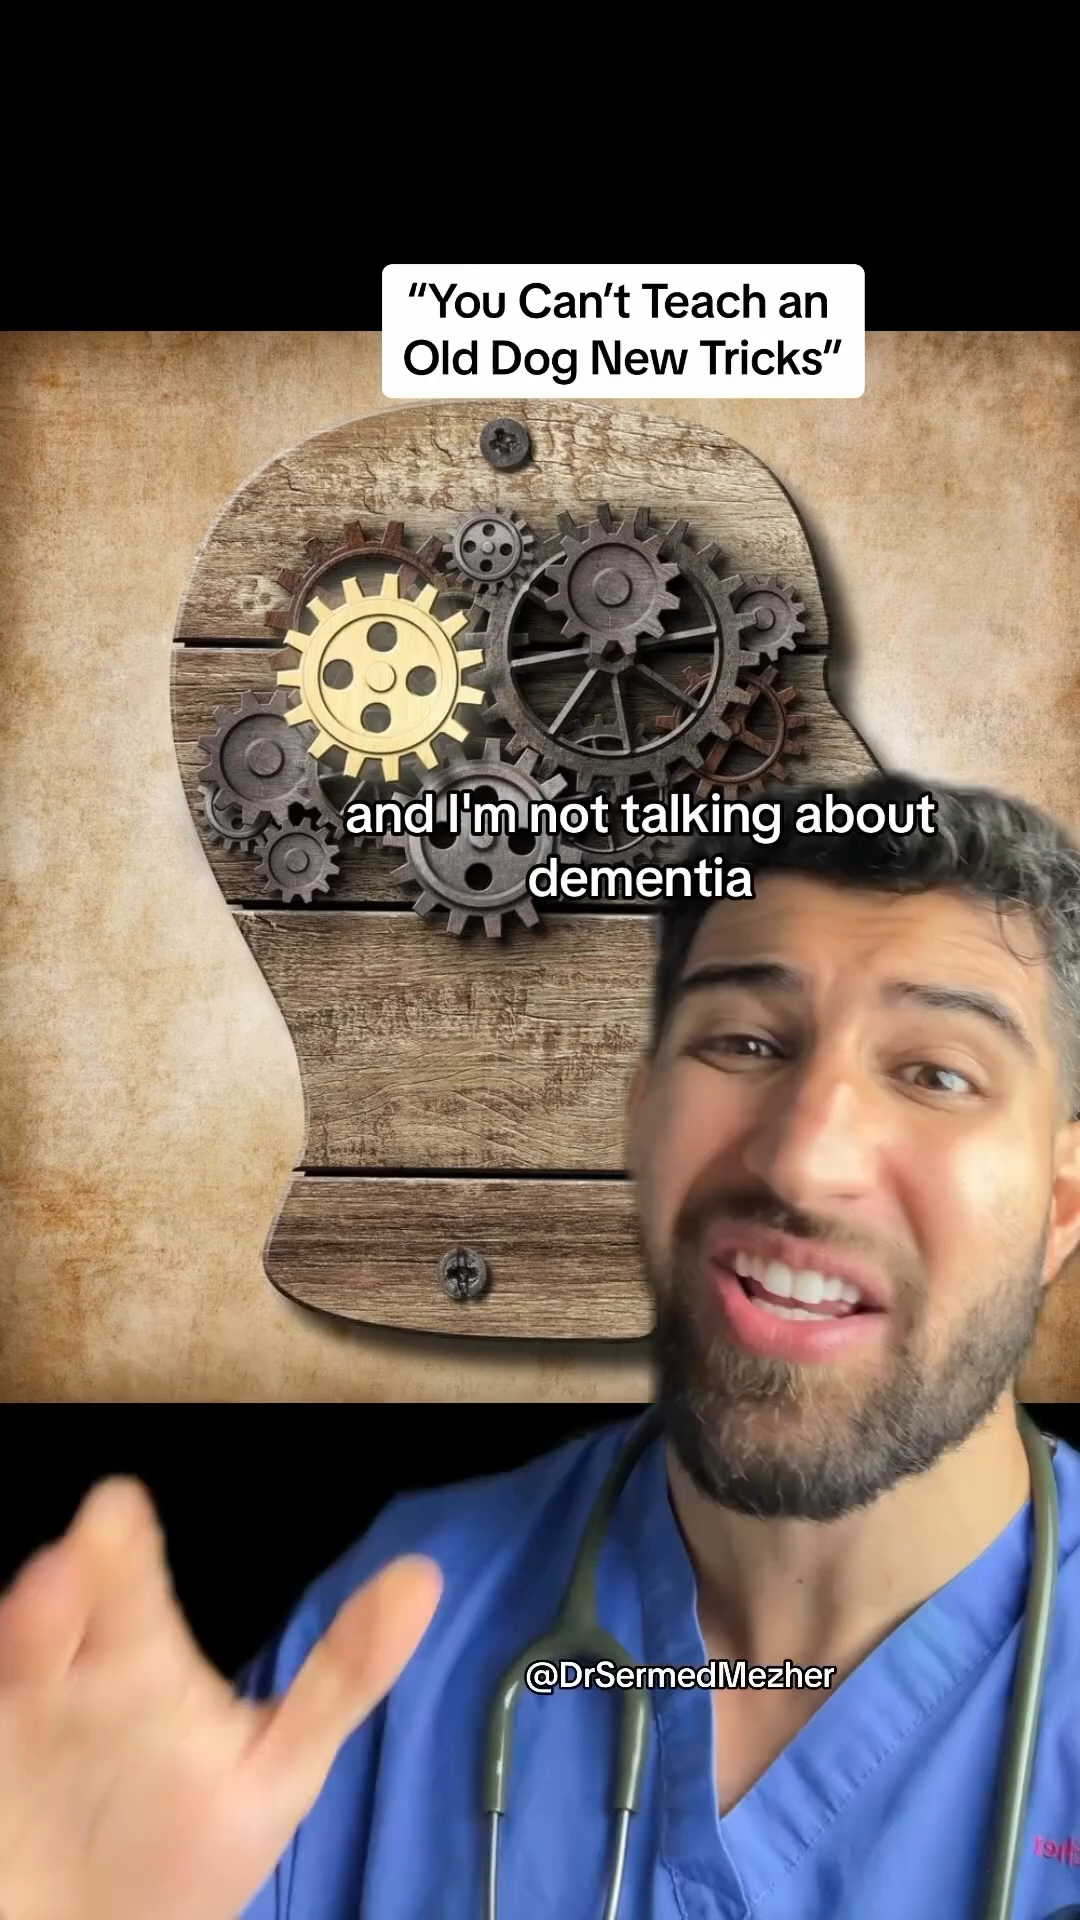 “You Can’t Teach an
Old Dog New Tricks”
and I'm not talking about
dementia
@DrSermedMezher